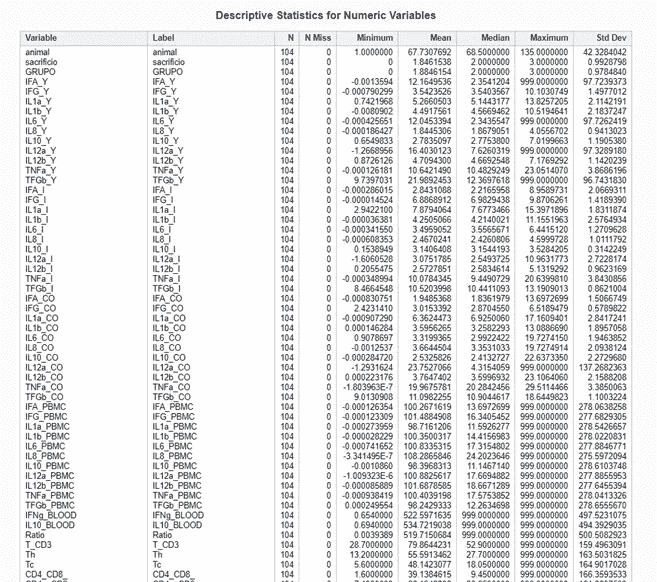 Descriptive Statistics for Numeric Variables
Variable Label N N Miss Minimum Mean Median Maximum Std Dev
animal animal 104 0 1.0000000 67.7307692 68.5000000 135.0000000 42.3284042
sacrificio sacrificio 104 0 0 1.8461538 2.0000000 3.0000000 0.9928798
GRUPO GRUPO 104 0 0 1.8846154 2.0000000 3.0000000 0.9784840
IFA_Y IFA_Y 104 0 -0.0013594 12.1649536 2.3541204 999.0000000 97.7239373
IFG_Y IFG_Y 104 0 -0.000790299 3.5423526 3.5403567 10.1030749 1.4977012
IL1a_Y IL1a_Y 104 0 0.7421968 5.2660503 5.1443177 13.8257205 2.1142191
IL1b_Y IL1b_Y 104 0 -0.0080902 4.4917561 4.5669462 10.5194641 2.1837247
IL6_Y IL6_Y 104 0 -0.000425651 12.0453394 2.3435547 999.0000000 97.7262419
IL8_Y IL8_Y 104 0 -0.000186427 1.8445306 1.8679051 4.0556702 0.9413023
IL10_Y IL10_Y 104 0 0.6549833 2.7835097 2.7753800 7.0199663 1.1905380
IL12a_Y IL12a_Y 104 0 -1.2668956 16.4030123 7.6260319 999.0000000 97.3289180
IL12b_Y IL12b_Y 104 0 0.8726126 4.7094300 4.6692548 7.1769292 1.1420239
TNFa_Y TNFa_Y 104 0 -0.000126181 10.6421490 10.4829249 23.0514070 3.8686196
TFGb_Y TFGb_Y 104 0 9.7397031 21.9892453 12.3697618 999.0000000 96.7431830
IFA_I IFA_I 104 0 -0.000286015 2.8431088 2.2165958 8.9589731 2.0669311
IFG_I IFG_I 104 0 -0.000014524 6.8868912 6.9829438 9.8706261 1.4189390
IL1a_I IL1a_I 104 0 2.9422100 7.8794064 7.6773466 15.3971896 1.8311874
IL1b_I IL1b_I 104 0 -0.000036381 4.2505066 4.2140021 11.1551963 2.5764934
IL6_I IL6_I 104 0 -0.000341550 3.4959052 3.5565671 6.4415120 1.2709628
IL8_I IL8_I 104 0 -0.000608353 2.4670241 2.4260806 4.5999728 1.0111792
IL10_I IL10_I 104 0 0.1538949 3.1406408 3.1544193 3.5284205 0.3142249
IL12a_I IL12a_I 104 0 -1.6060528 3.0751785 2.5493725 10.9631773 2.7228174
IL12b_I IL12b_I 104 0 0.2055475 2.5727851 2.5834614 5.1319292 0.9623169
TNFa_I TNFa_I 104 0 -0.000348994 10.0784345 9.4490729 20.6399810 3.8430856
TFGb_I TFGb_I 104 0 8.4664548 10.5203998 10.4411093 13.9019013 0.8621004
IFA_CO IFA_CO 104 0 -0.000830751 1.9485368 1.8361979 13.6972699 1.5066749
IFG_CO IFG_CO 104 0 2.4231410 3.0153392 2.8704550 6.5189479 0.5789822
IL1a_CO IL1a_CO 104 0 -0.000907290 6.3624473 6.9250060 17.1609401 2.8417241
IL1b_CO IL1b_CO 104 0 0.000146284 3.5956265 3.2582293 13.0886690 1.8957058
IL6_CO IL6_CO 104 0 0.9078697 3.3199365 2.9922422 19.7274150 1.9463852
IL8_CO IL8_CO 104 0 -0.0012537 3.6644504 3.3531033 19.7274914 2.0938124
IL10_CO IL10_CO 104 0 -0.000284720 2.5325826 2.4132727 22.6373350 2.2729680
IL12a_CO IL12a_CO 104 0 -1.2931624 23.7527066 4.3154059 999.0000000 137.2682363
IL12b_CO IL12b_CO 104 0 0.000223176 3.7647402 3.5996932 23.1064060 2.1588208
TNFa_CO TNFa_CO 104 0 -1.803963E-7 19.9675781 20.2842456 29.5114466 3.3850063
TFGb_CO TFGb_CO 104 0 9.0130908 11.0982255 10.9044617 18.6449823 1.1003224
IFA_PBMC IFA_PBMC 104 0 -0.000126354 100.2671619 13.6972699 999.0000000 278.0638258
IFG_PBMC IFG_PBMC 104 0 -0.000123309 101.4884908 16.3405452 999.0000000 277.6829305
IL1a_PBMC IL1a_PBMC 104 0 -0.000273959 98.7161206 11.5926277 999.0000000 278.5426657
IL1b_PBMC IL1b_PBMC 104 0 -0.000028229 100.3500317 14.4156983 999.0000000 278.0220831
IL6_PBMC IL6_PBMC 104 0 -0.000741652 100.8335315 17.3154802 999.0000000 277.8846771
IL8_PBMC IL8_PBMC 104 0 -3.341495E-7 108.2865846 24.2023646 999.0000000 275.5972094
IL10_PBMC IL10_PBMC 104 0 -0.0010860 98.3968313 11.1467140 999.0000000 278.6103748
IL12a_PBMC IL12a_PBMC 104 0 -1.009323E-6 100.8825617 17.6694882 999.0000000 277.8855953
IL12b_PBMC IL12b_PBMC 104 0 -0.000085889 101.6878585 18.6671289 999.0000000 277.6455394
TNFa_PBMC TNFa_PBMC 104 0 -0.000938419 100.4039198 17.5753852 999.0000000 278.0413326
TFGb_PBMC TFGb_PBMC 104 0 0.00249554 98.2429333 12.2634698 999.0000000 278.6555670
IFNg_BLOOD IFNg_BLOOD 104 0 0.6540000 522.5971635 999.0000000 999.0000000 497.5231075
IL10_BLOOD IL10_BLOOD 104 0 0.6940000 534.7219038 999.0000000 999.0000000 494.3929035
Ratio Ratio 104 0 0.0039389 519.7150684 999.0000000 999.0000000 500.5082923
T_CD3 T_CD3 104 0 28.7000000 79.8644231 52.9000000 999.0000000 159.4963091
Th Th 104 0 13.2000000 55.5913462 27.7000000 999.0000000 163.5031825
Tc Tc 104 0 5.6000000 48.1423077 18.0500000 999.0000000 164.9017028
CD4_CD8 CD4_CD8 104 0 1.6000000 39.1384615 9.4500000 999.0000000 164.9133518